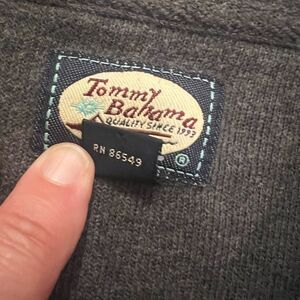 Tommy
Bahama
QUALITY SINCE 1993
RN 86549
®